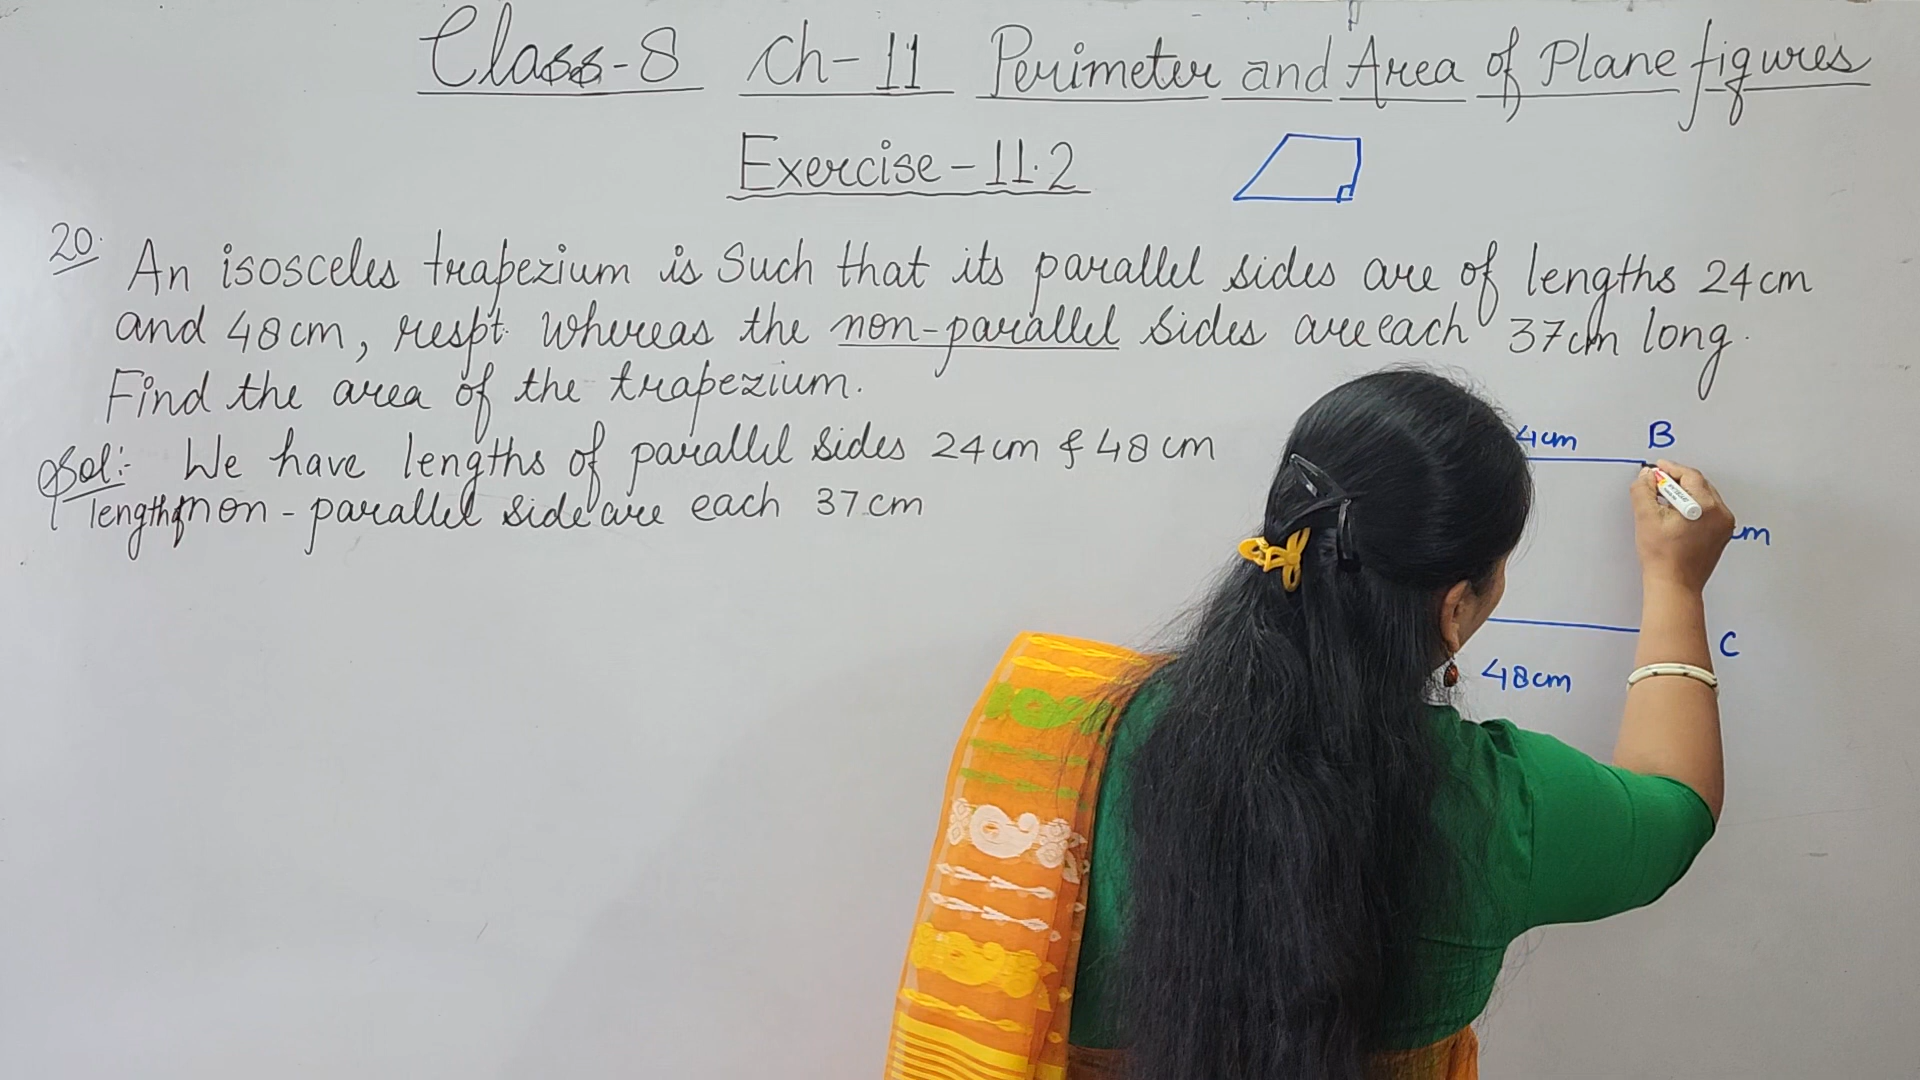 Class-8 Ch-11 Perimeter and Area of Plane figures
Exercise-11.2
20. An isosceles trapezium is Such that its parallel sides are of lengths 24cm
and 48cm, respt. whereas the non-parallel sides are each 37cm long.
Find the area of the trapezium.
Sol:- We have lengths of parallel sides 24cm & 48cm
length of non-parallel side are each 37cm
4cm B
cm
C
48cm